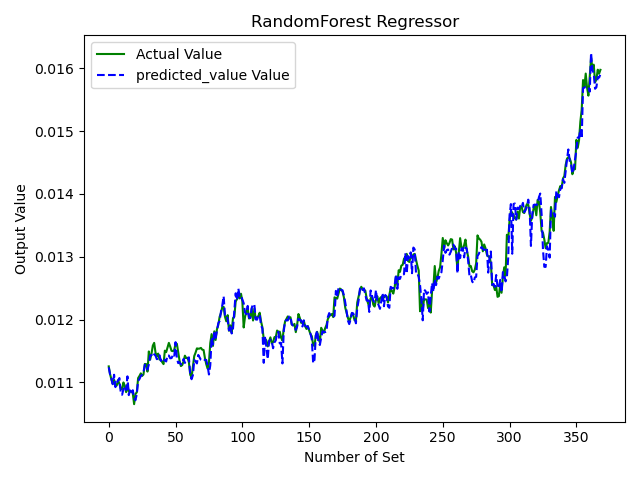 RandomForest Regressor
Actual Value
predicted_value Value
Output Value
0.016
0.015
0.014
0.013
0.012
0.011
0 50 100 150 200 250 300 350
Number of Set